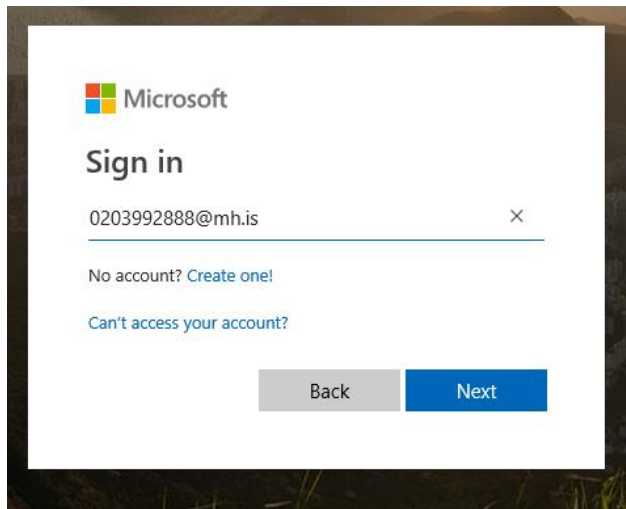 Microsoft
Sign in
0203992888@mh.is
No account? Create one!
Can't access your account?
Back Next